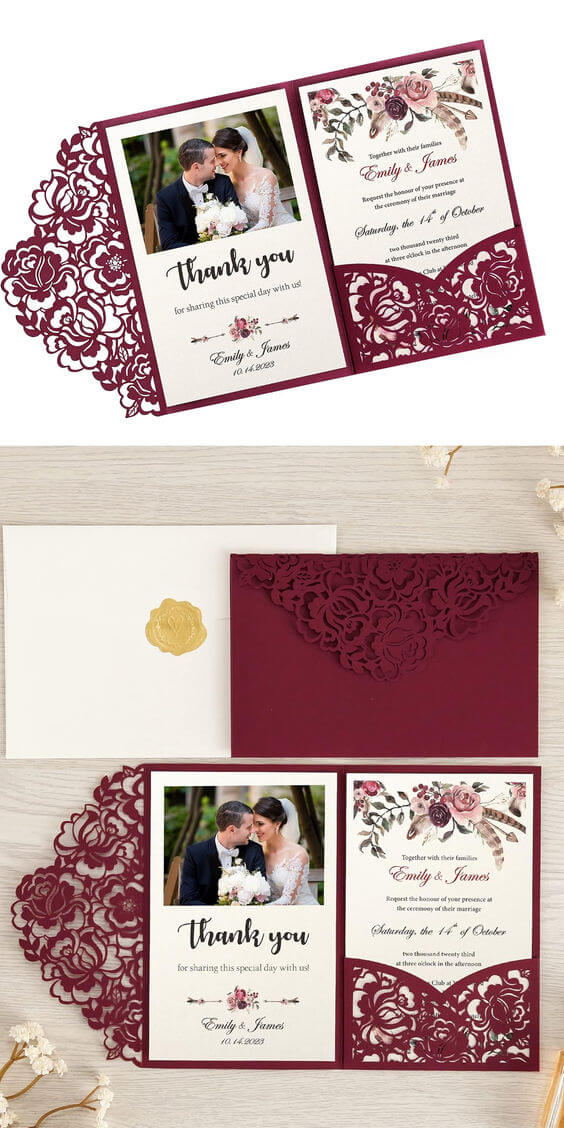 Thank you
for sharing this special day with us!
Emily & James
10.14.2023
Together with their families
Emily & James
Request the honour of your presence at
the ceremony of their marriage
Saturday, the 14th of October
two thousand twenty third
at three o'clock in the afternoon
Club at
Thank you
for sharing this special day with us!
Emily & James
10.14.2023
Together with their families
Emily & James
Request the honour of your presence at
the ceremony of their marriage
Saturday, the 14th of October
two thousand twenty third
at three o'clock in the afternoon
Club at